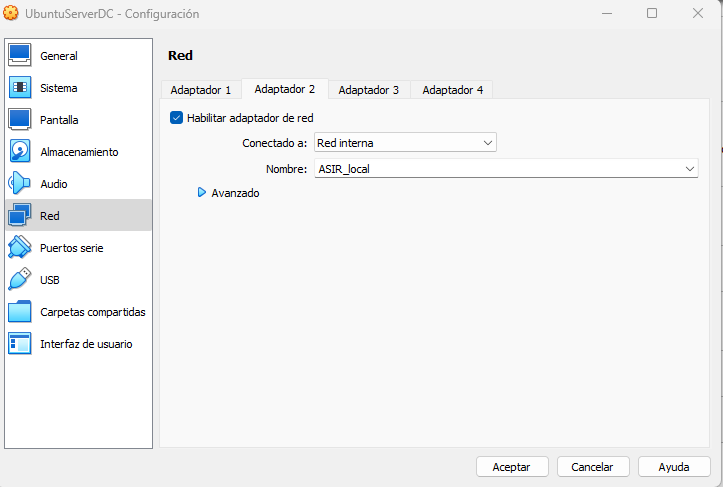 UbuntuServerDC - Configuración
General
Sistema
Pantalla
Almacenamiento
Audio
Red
Puertos serie
USB
Carpetas compartidas
Interfaz de usuario
Red
Adaptador 1 Adaptador 2 Adaptador 3 Adaptador 4
Habilitar adaptador de red
Conectado a: Red interna
Nombre: ASIR_local
Avanzado
Aceptar Cancelar Ayuda